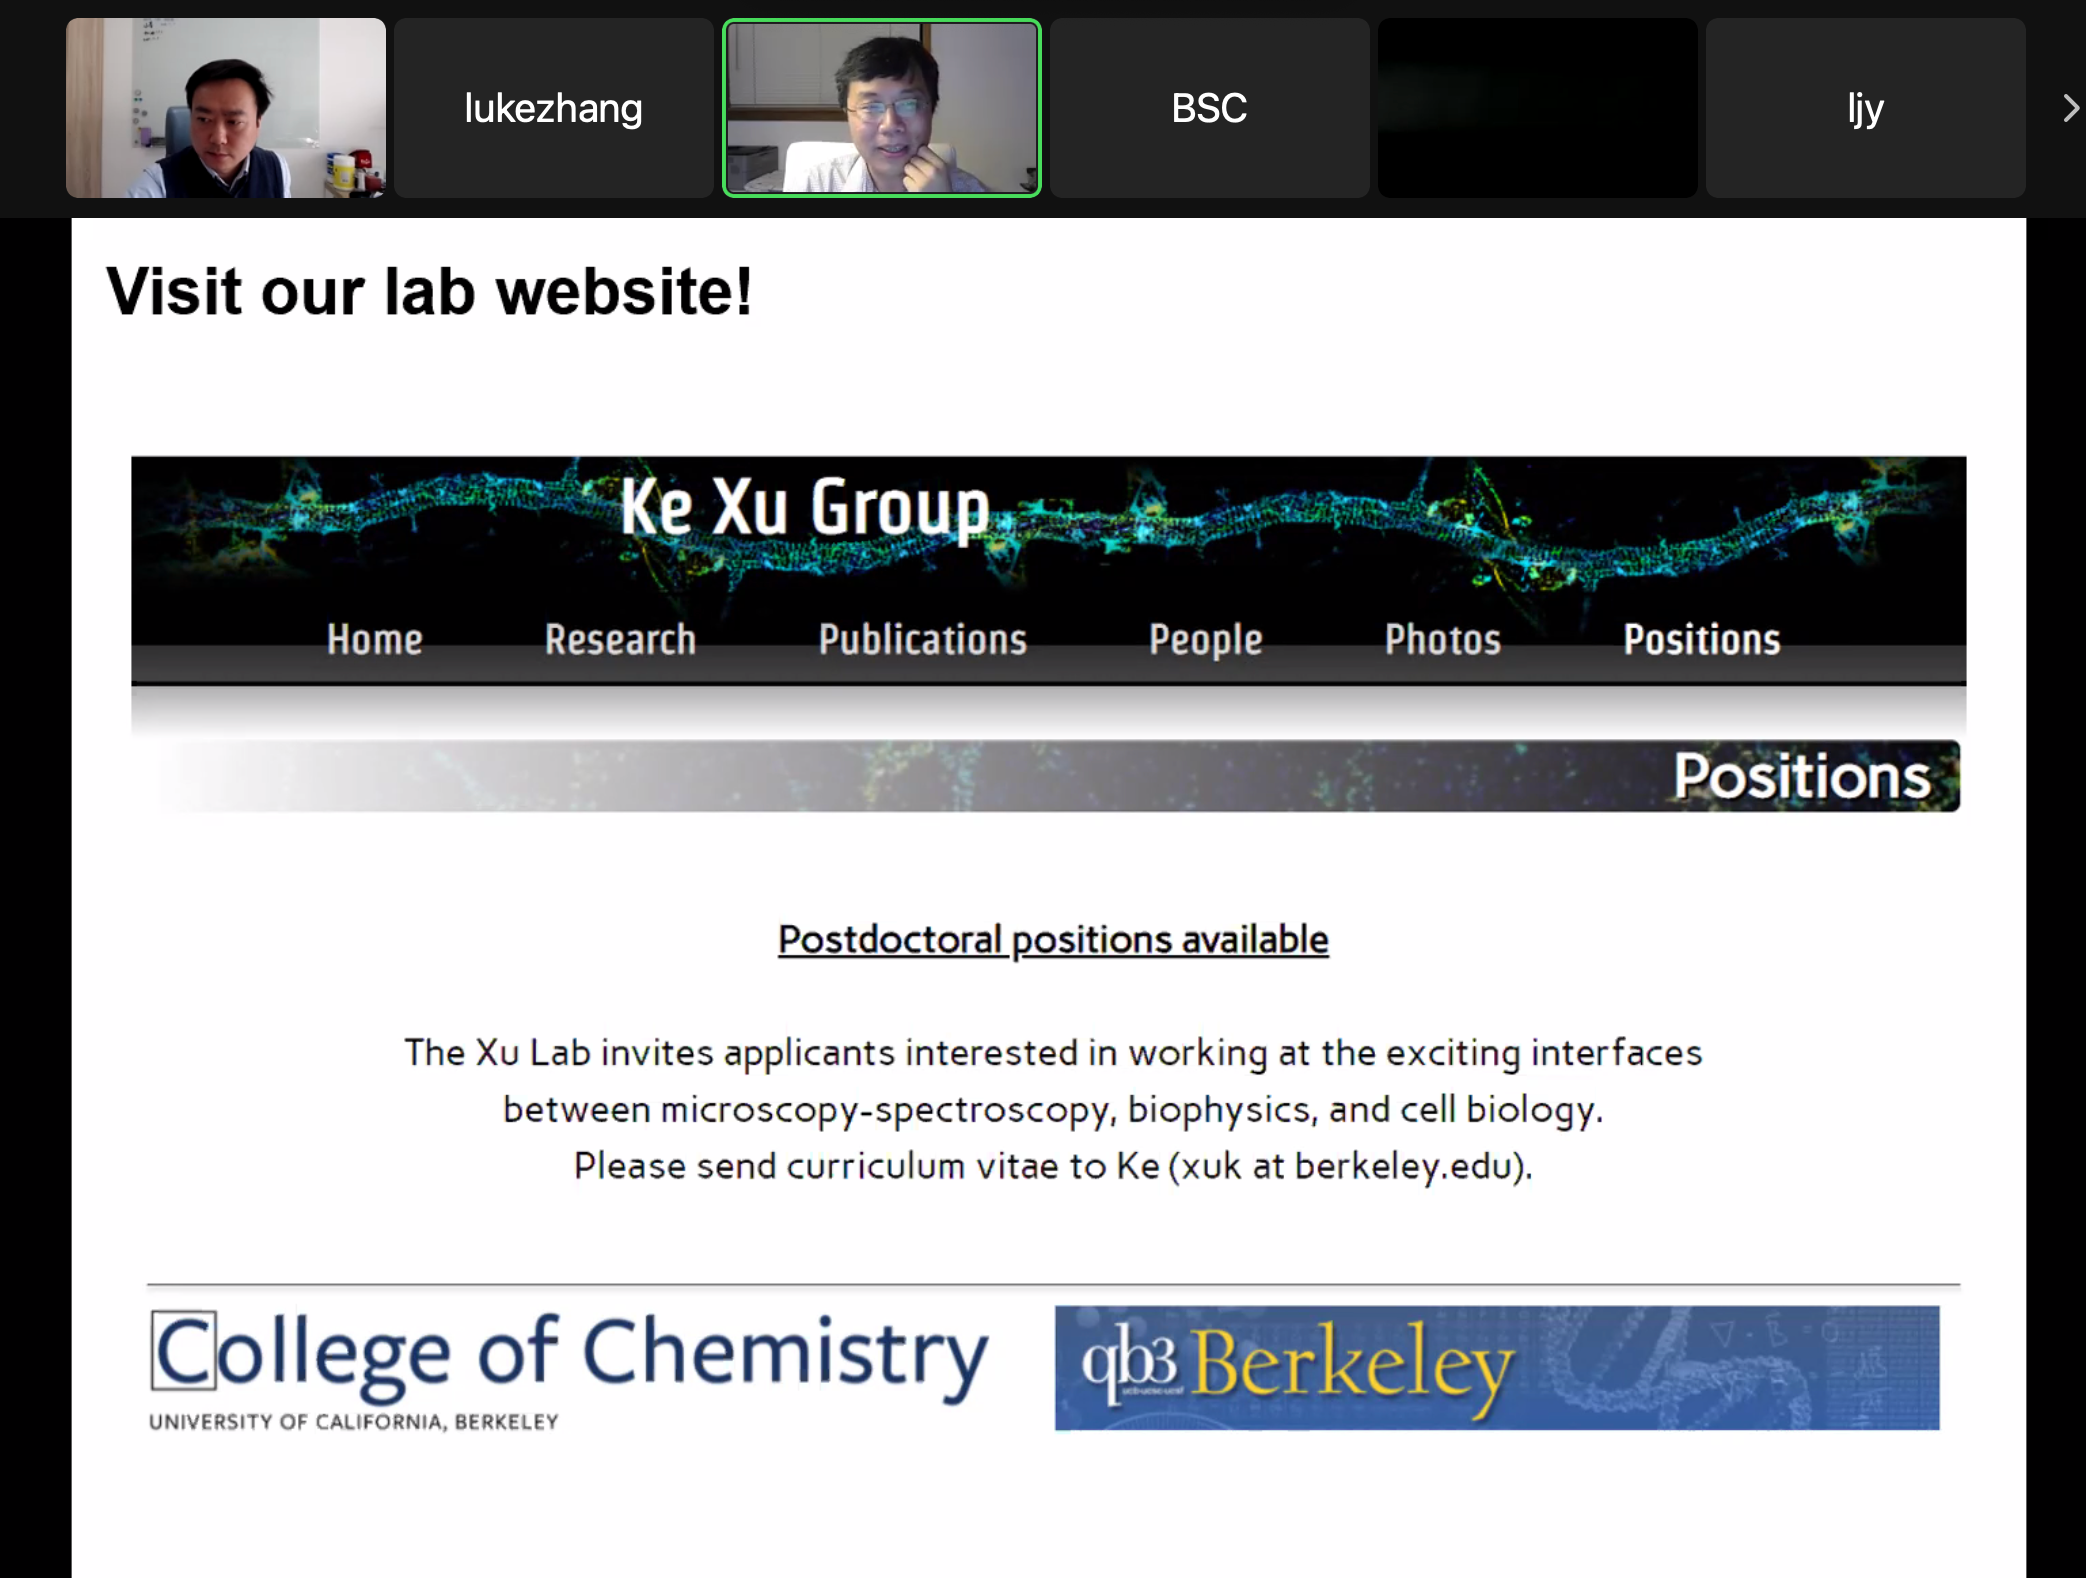 lukezhang
BSC
ljy
Visit our lab website!
Ke Xu Group
Home Research Publications People Photos Positions
Positions
Postdoctoral positions available
The Xu Lab invites applicants interested in working at the exciting interfaces
between microscopy-spectroscopy, biophysics, and cell biology.
Please send curriculum vitae to Ke (xuk at berkeley.edu).
College of Chemistry
UNIVERSITY OF CALIFORNIA, BERKELEY
qb3 Berkeley